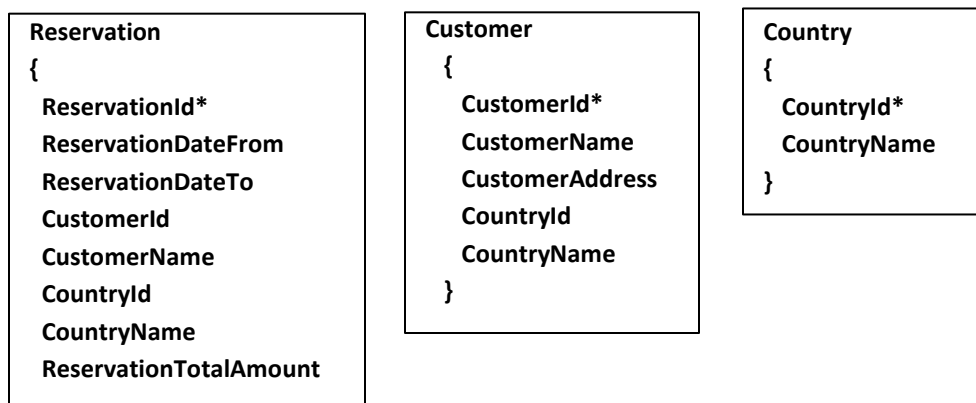 Reservation
{
ReservationId*
ReservationDateFrom
ReservationDateTo
CustomerId
CustomerName
CountryId
CountryName
ReservationTotalAmount
Customer
{
CustomerId*
CustomerName
CustomerAddress
CountryId
CountryName
}
Country
{
CountryId*
CountryName
}